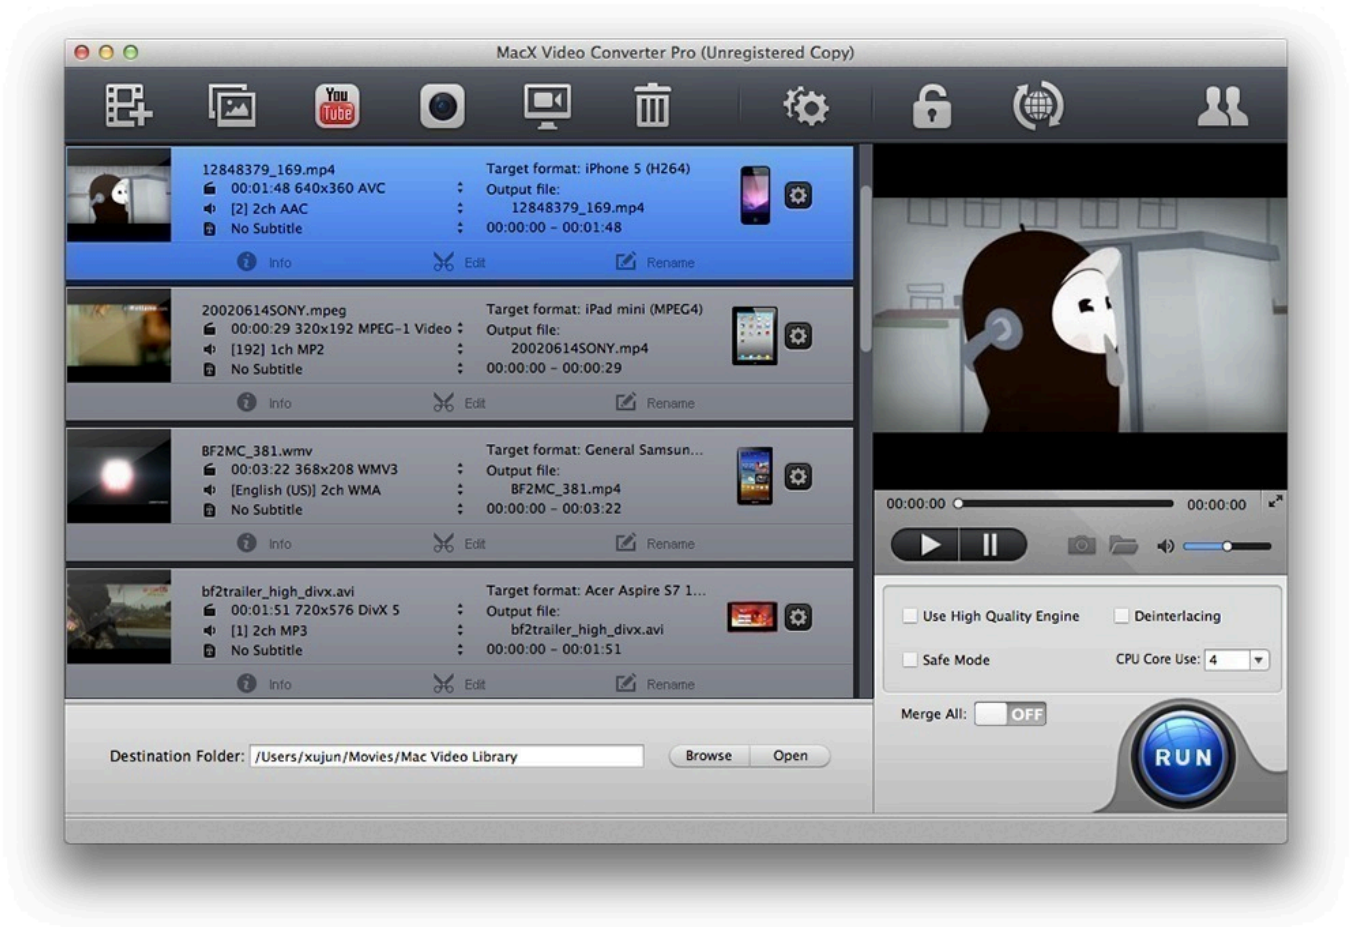 MacX Video Converter Pro (Unregistered Copy)
You
Tube
12848379_169.mp4
00:01:48 640x360 AVC
[2] 2ch AAC
No Subtitle
Target format: iPhone 5 (H264)
Output file:
12848379_169.mp4
00:00:00 - 00:01:48
Info
Edit
Rename
20020614SONY.mpeg
00:00:29 320x192 MPEG-1 Video
[192] 1ch MP2
No Subtitle
Target format: iPad mini (MPEG4)
Output file:
20020614SONY.mp4
00:00:00 - 00:00:29
Info
Edit
Rename
BF2MC_381.wmv
00:03:22 368x208 WMV3
[English (US)] 2ch WMA
No Subtitle
Target format: General Samsun...
Output file:
BF2MC_381.mp4
00:00:00 - 00:03:22
Info
Edit
Rename
bf2trailer_high_divx.avi
00:01:51 720x576 DivX 5
[1] 2ch MP3
No Subtitle
Target format: Acer Aspire S7 1...
Output file:
bf2trailer_high_divx.avi
00:00:00 - 00:01:51
Info
Edit
Rename
00:00:00
00:00:00
Use High Quality Engine
Deinterlacing
Safe Mode
CPU Core Use: 4
Merge All: OFF
RUN
Destination Folder: /Users/xujun/Movies/Mac Video Library
Browse
Open